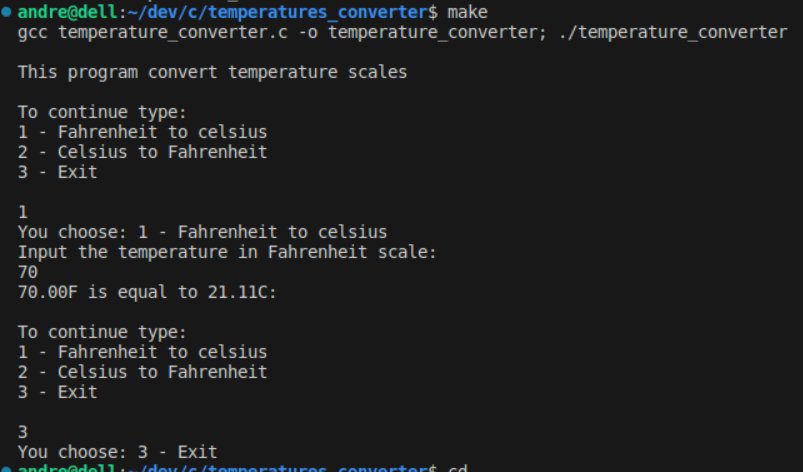 andre@dell:~/dev/c/temperatures_converter$ make
gcc temperature_converter.c -o temperature_converter; ./temperature_converter
This program convert temperature scales
To continue type:
1 - Fahrenheit to celsius
2 - Celsius to Fahrenheit
3 - Exit
1
You choose: 1 - Fahrenheit to celsius
Input the temperature in Fahrenheit scale:
70
70.00F is equal to 21.11C:
To continue type:
1 - Fahrenheit to celsius
2 - Celsius to Fahrenheit
3 - Exit
3
You choose: 3 - Exit
andre@dell:~/dev/c/temperatures_converter$ cd